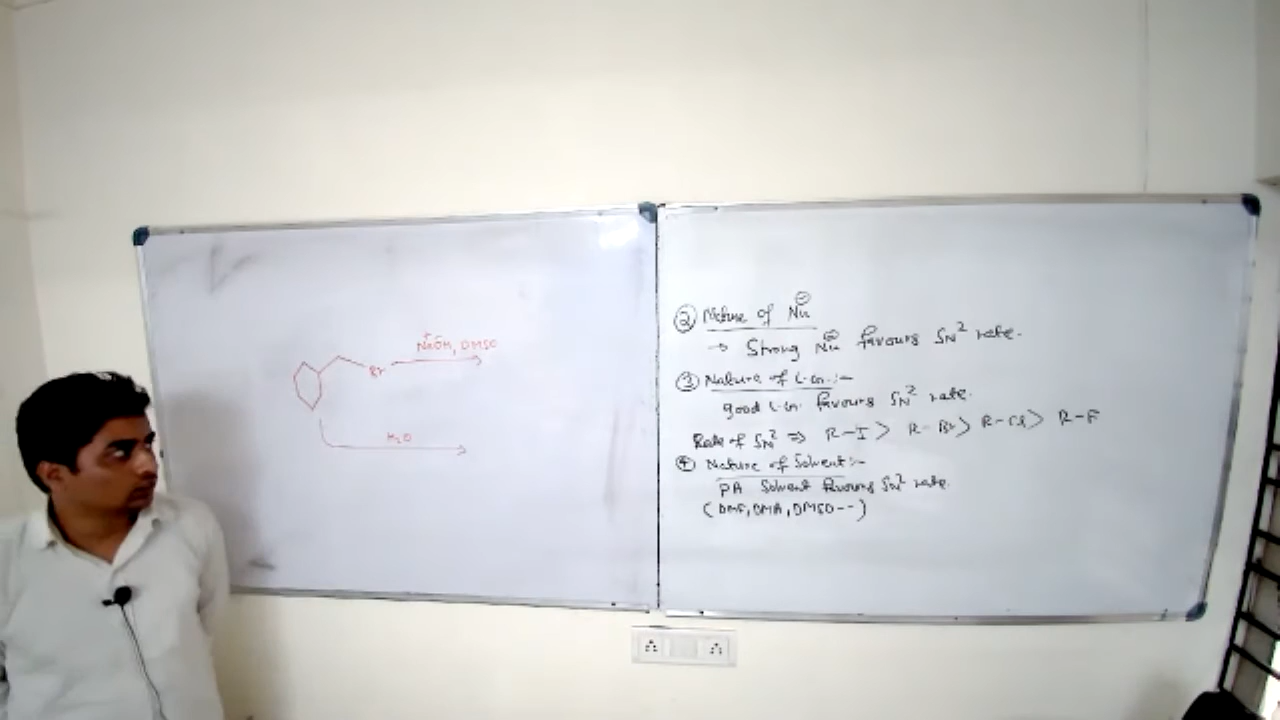 NaOH, DMSO
Br
H₂O
② Nature of Nu⊖
→ Strong Nu⊖ favours SN² rate.
③ Nature of L.G.:-
good L.G. favours SN² rate.
Rate of SN² ⇒ R-I > R-Br > R-Cl > R-F
④ Nature of Solvent:-
PA Solvent favours SN² rate.
(DMF, DMA, DMSO--)